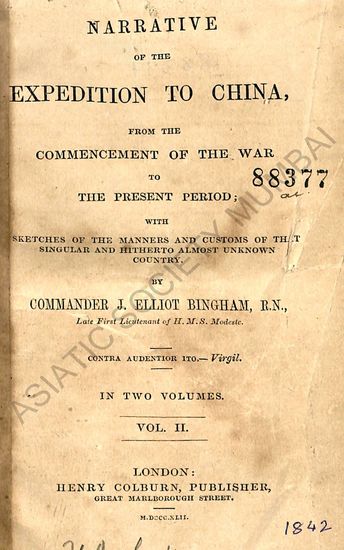 NARRATIVE
OF THE
EXPEDITION TO CHINA,
FROM THE
COMMENCEMENT OF THE WAR
TO
88377
THE PRESENT PERIOD;
WITH
SKETCHES OF THE MANNERS AND CUSTOMS OF THAT
SINGULAR AND HITHERTO ALMOST UNKNOWN
COUNTRY.
BY
COMMANDER J. ELLIOT BINGHAM, R.N.,
Late First Lieutenant of H. M. S. Modeste.
CONTRA AUDENTIOR ITO.—Virgil.
IN TWO VOLUMES.
VOL. II.
LONDON:
HENRY COLBURN, PUBLISHER,
GREAT MARLBOROUGH STREET.
M.DCCC.XLII.
1842
ASIATIC SOCIETY MUMBAI